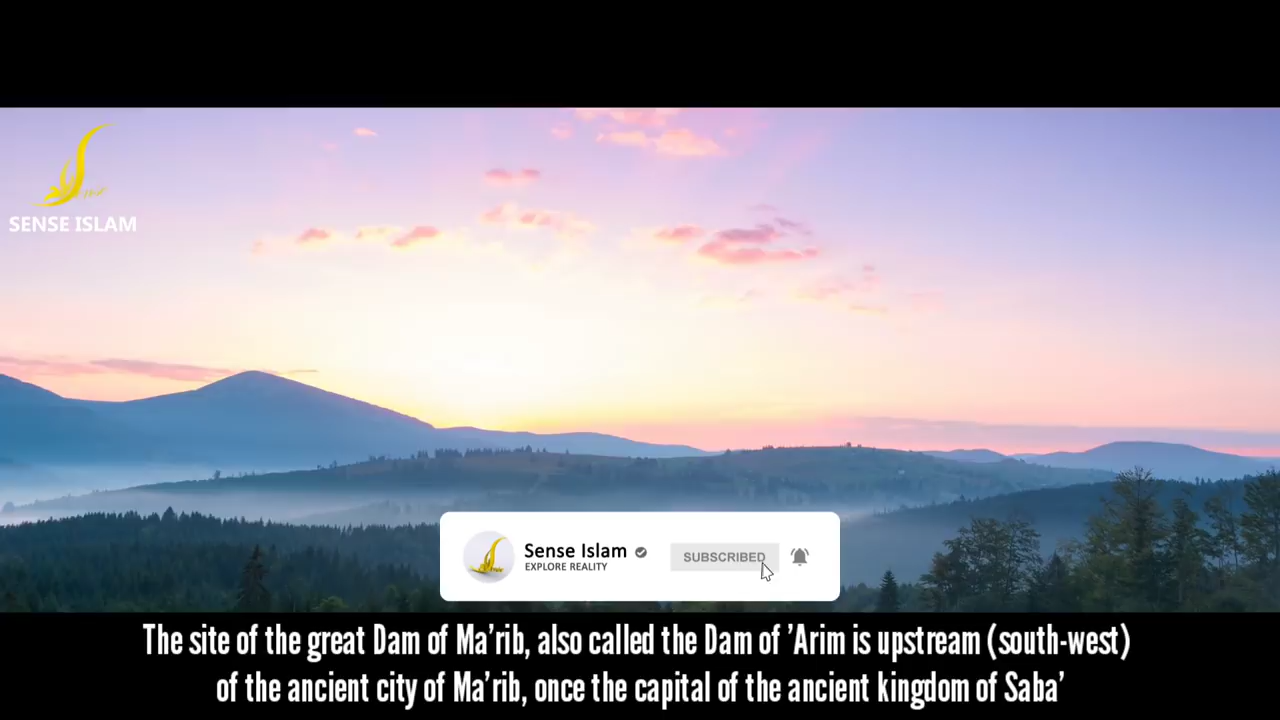 SENSE ISLAM
Sense Islam
EXPLORE REALITY
SUBSCRIBED
The site of the great Dam of Ma'rib, also called the Dam of 'Arim is upstream (south-west)
of the ancient city of Ma'rib, once the capital of the ancient kingdom of Saba'